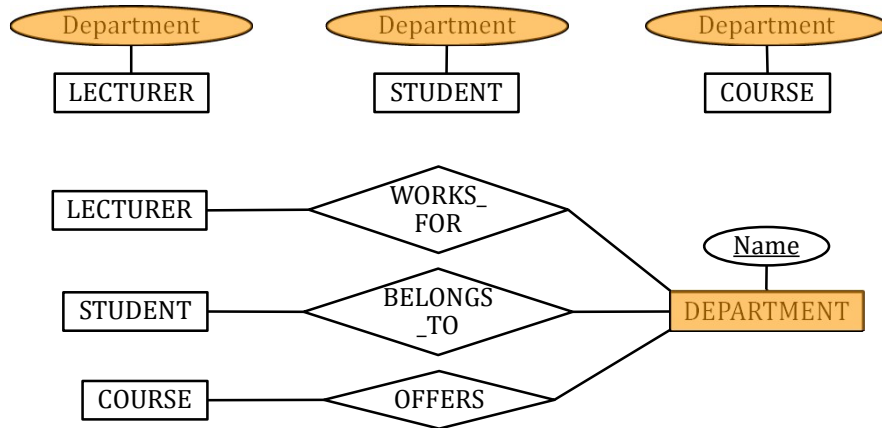 Department
Department
Department
LECTURER
STUDENT
COURSE
LECTURER
WORKS_
FOR
Name
STUDENT
BELONGS
_TO
DEPARTMENT
COURSE
OFFERS